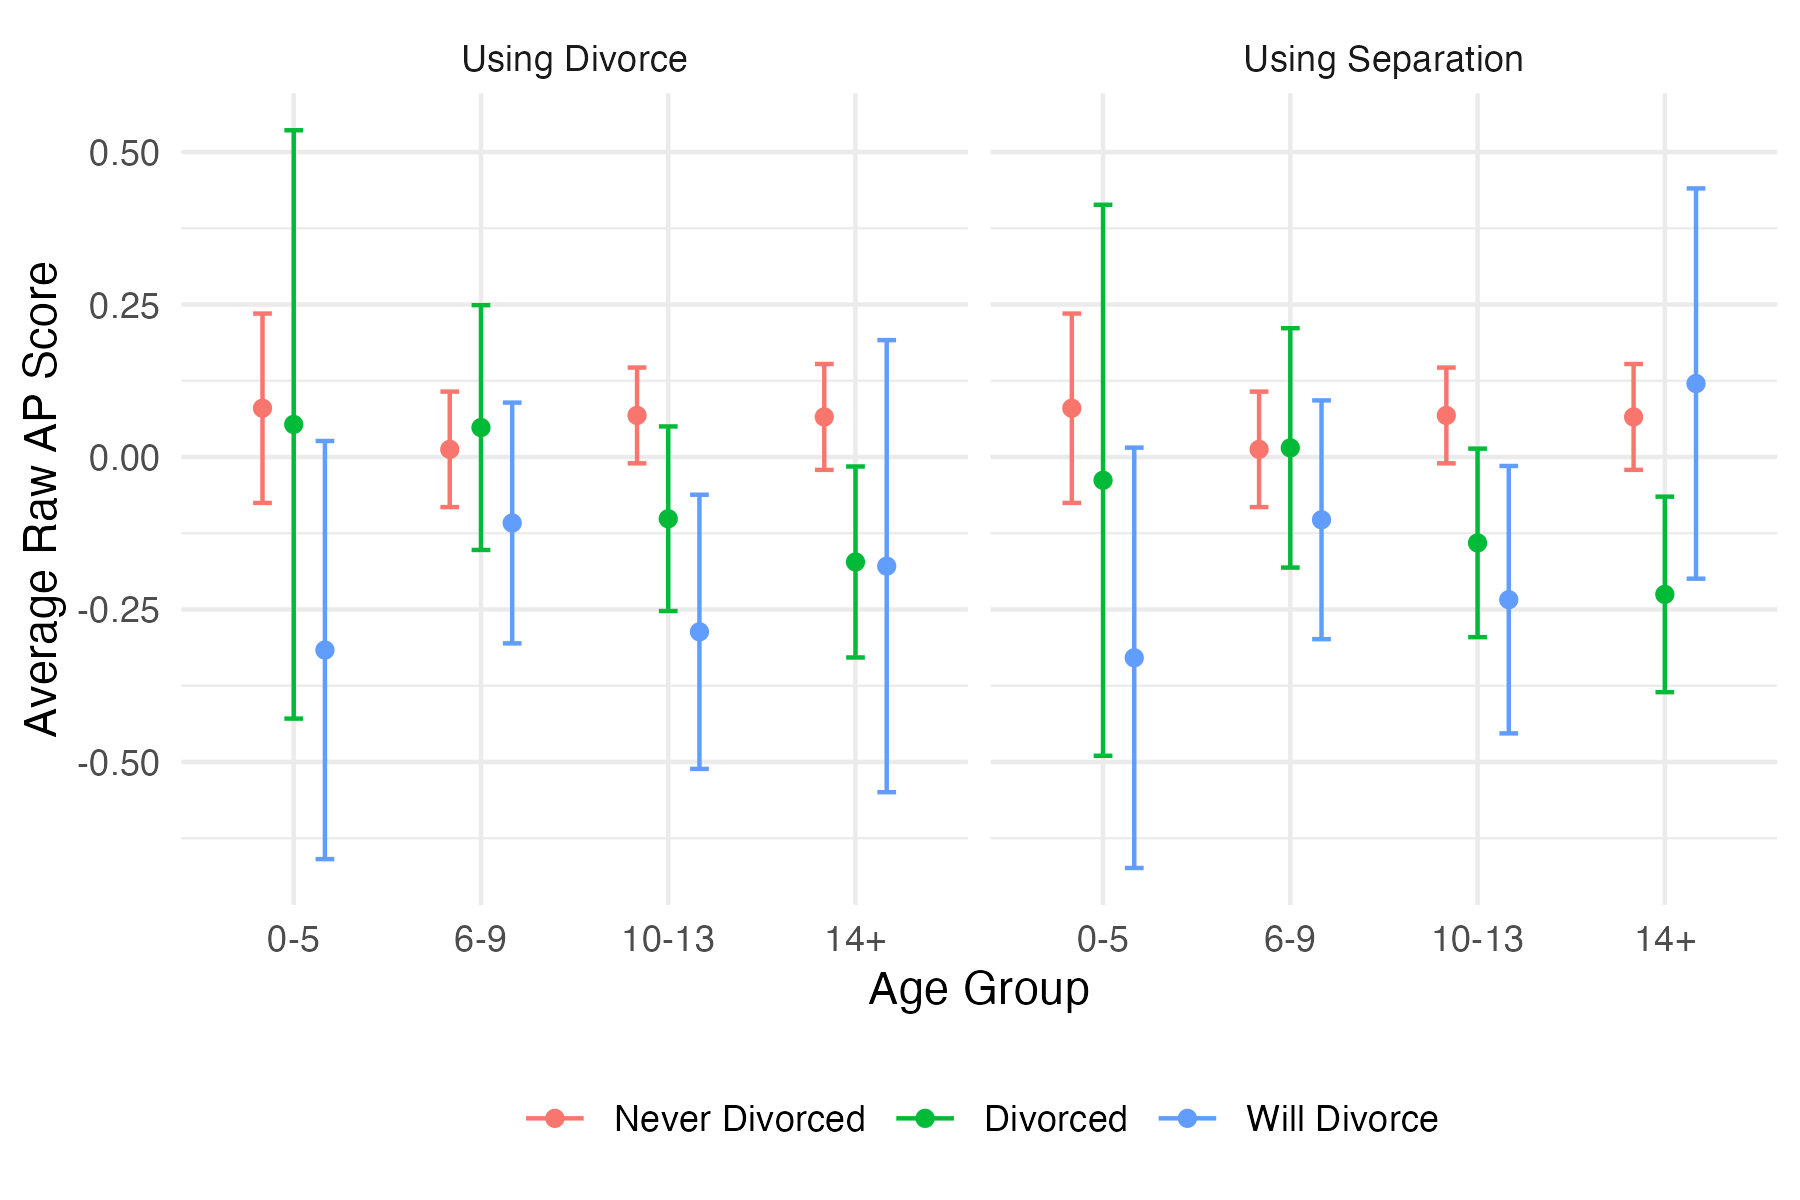 Using Divorce
Using Separation
Average Raw AP Score
0.50
0.25
0.00
-0.25
-0.50
0-5
6-9
10-13
14+
0-5
6-9
10-13
14+
Age Group
Never Divorced
Divorced
Will Divorce